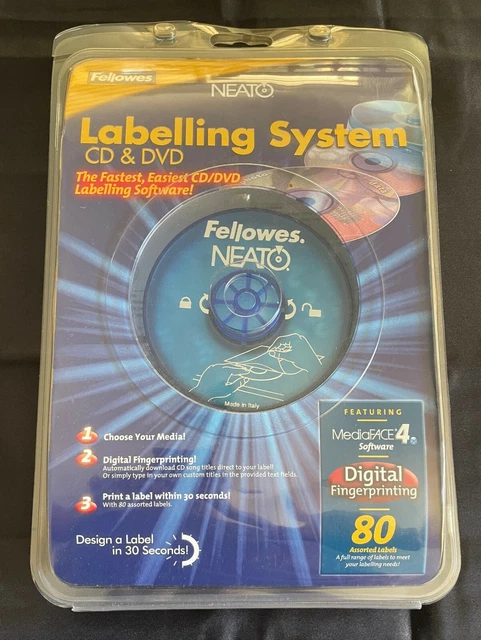 Fellowes
NEATO
Labelling System
CD & DVD
The Fastest, Easiest CD/DVD
Labelling Software!
Fellowes.
NEATO
Made in Italy
1 Choose Your Media!
2 Digital Fingerprinting!
Automatically download CD song titles direct to your label!
Or simply type in your own custom titles in the provided text fields.
3 Print a label within 30 seconds!
With 80 assorted labels.
Design a Label
in 30 Seconds!
FEATURING
MediaFACE 4
Software
Digital
Fingerprinting
80
Assorted Labels
A full range of labels to meet
your labelling needs!